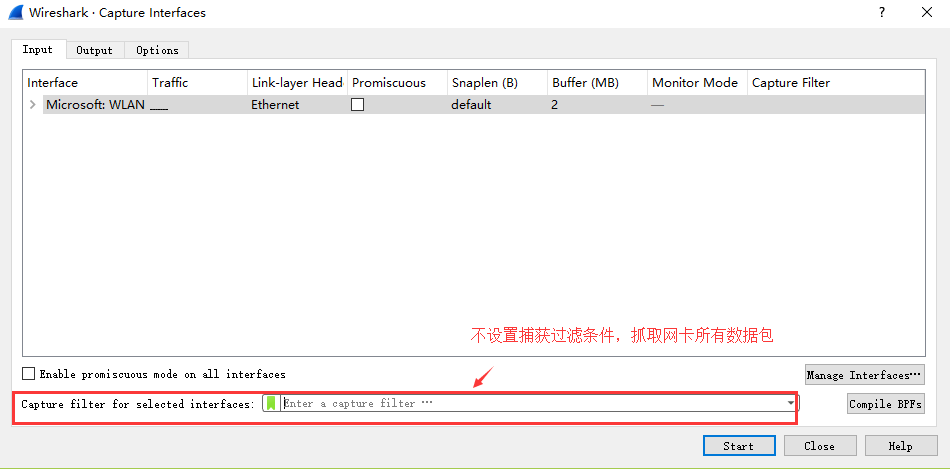 Wireshark · Capture Interfaces
Input Output Options
Interface Traffic Link-layer Head Promiscuous Snaplen (B) Buffer (MB) Monitor Mode Capture Filter
Microsoft: WLAN Ethernet default 2 —
不设置捕获过滤条件，抓取网卡所有数据包
Enable promiscuous mode on all interfaces Manage Interfaces…
Capture filter for selected interfaces: Enter a capture filter … Compile BPFs
Start Close Help